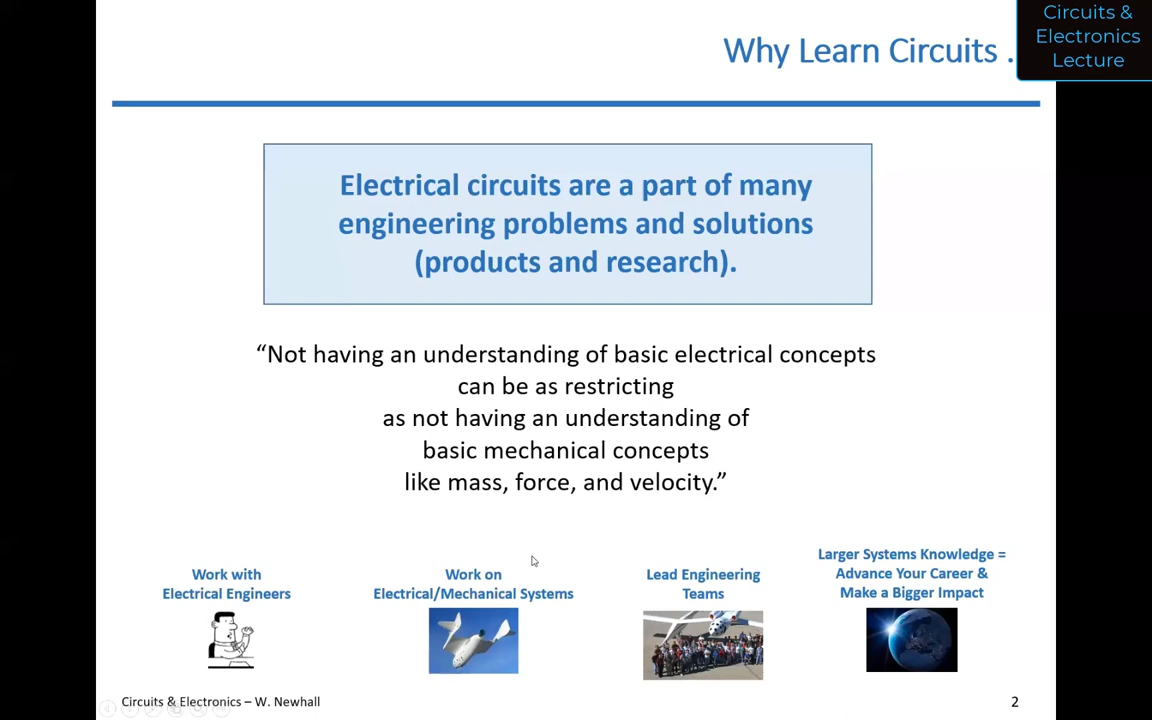 Circuits &
Electronics
Lecture
Why Learn Circuits .
Electrical circuits are a part of many
engineering problems and solutions
(products and research).
“Not having an understanding of basic electrical concepts
can be as restricting
as not having an understanding of
basic mechanical concepts
like mass, force, and velocity.”
Work with
Electrical Engineers
Work on
Electrical/Mechanical Systems
Lead Engineering
Teams
Larger Systems Knowledge =
Advance Your Career &
Make a Bigger Impact
Circuits & Electronics – W. Newhall
2